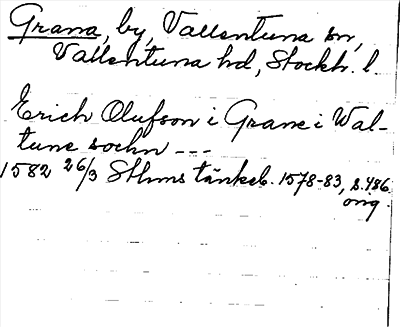 Grana, by, Vallentuna sn,
Vallentuna hd, Stockh. l.
Erich Olufson i Grane i Wal-
tune sochn ---
1582 26/3 Sthms tänkeb. 1578-83, s. 486
orig.